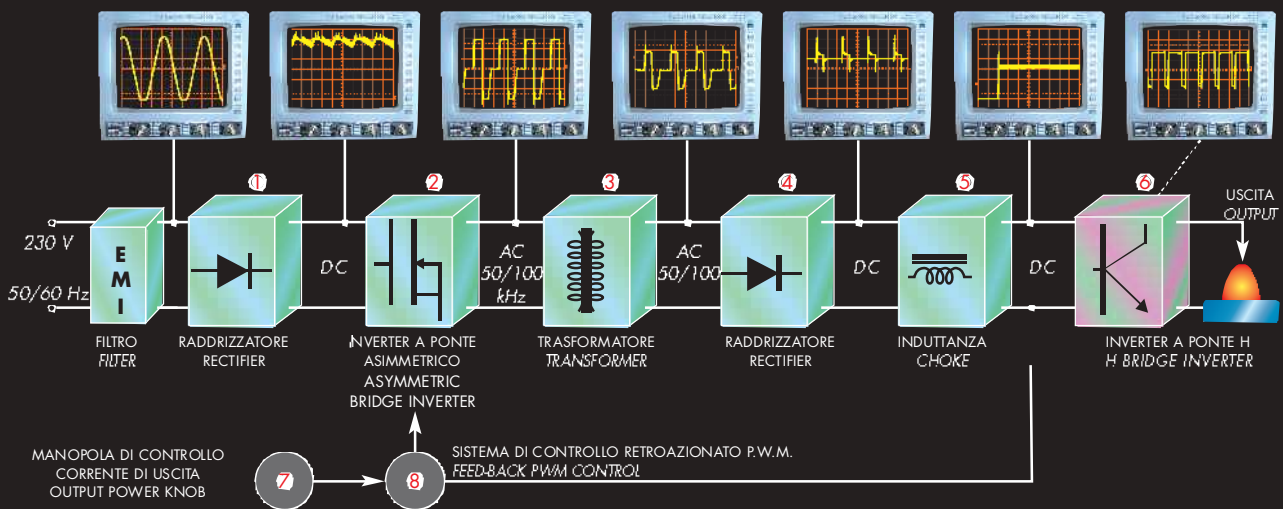 1
2
3
4
5
6
USCITA
OUTPUT
230 V
50/60 Hz
E
M
I
DC
AC
50/100
kHz
AC
50/100
DC
DC
FILTRO
FILTER
RADDRIZZATORE
RECTIFIER
INVERTER A PONTE
ASIMMETRICO
ASYMMETRIC
BRIDGE INVERTER
TRASFORMATORE
TRANSFORMER
RADDRIZZATORE
RECTIFIER
INDUTTANZA
CHOKE
INVERTER A PONTE H
H BRIDGE INVERTER
MANOPOLA DI CONTROLLO
CORRENTE DI USCITA
OUTPUT POWER KNOB
7
8
SISTEMA DI CONTROLLO RETROAZIONATO P.W.M.
FEED-BACK PWM CONTROL